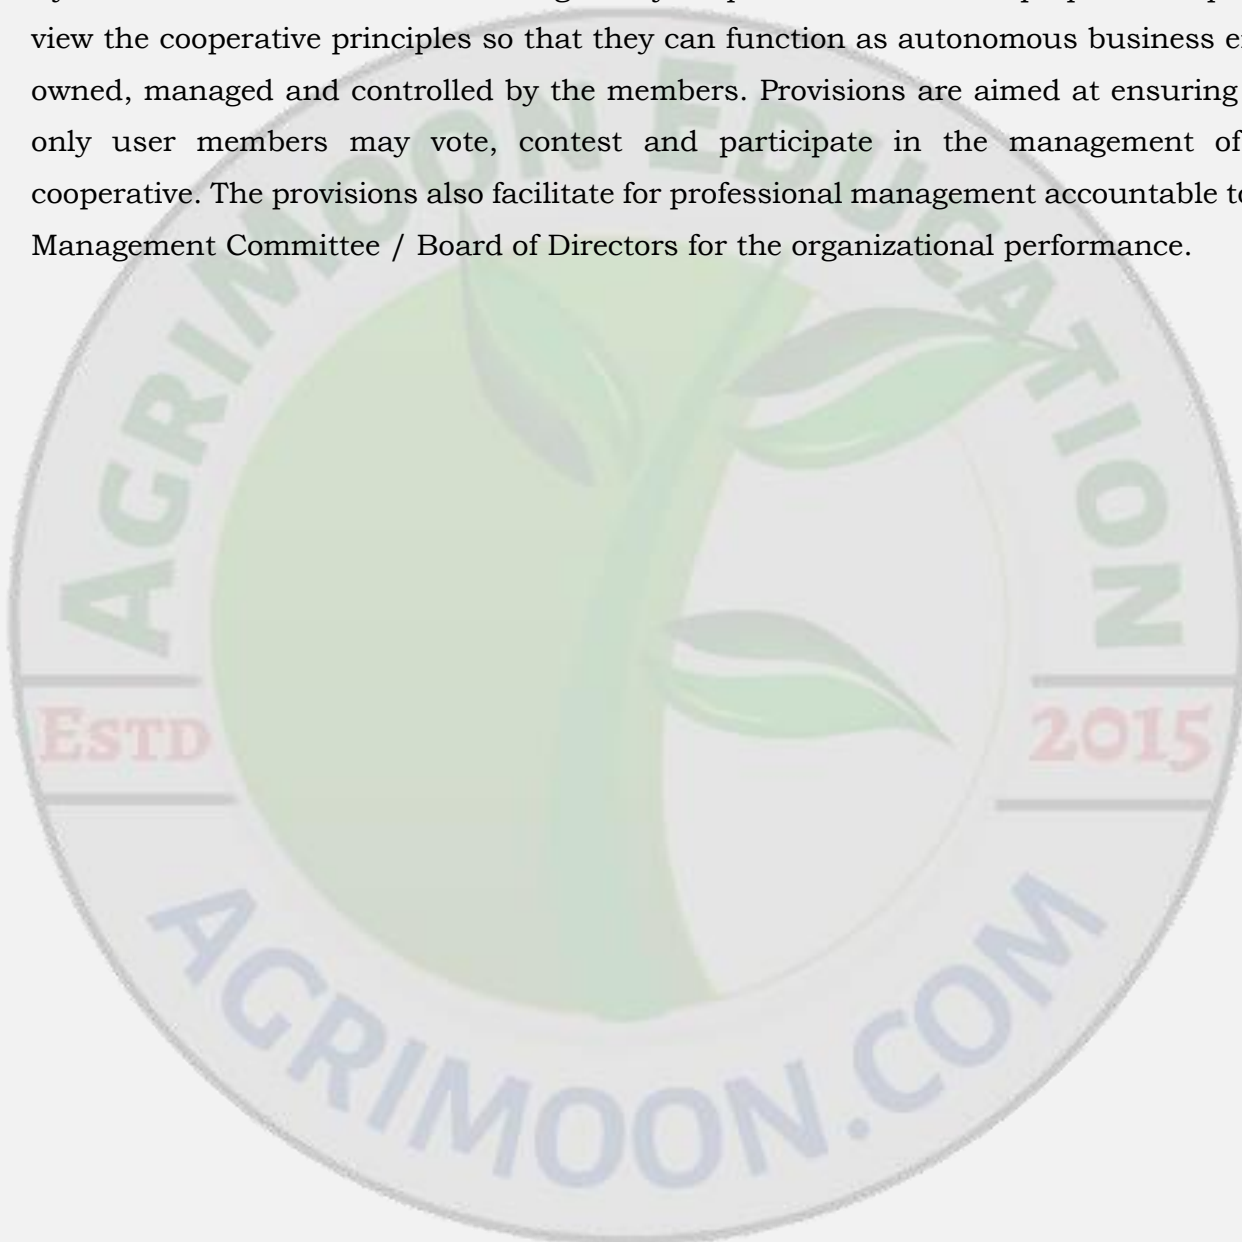 view the cooperative principles so that they can function as autonomous business
owned, managed and controlled by the members. Provisions are aimed at ensuring
only user members may vote, contest and participate in the management of
cooperative. The provisions also facilitate for professional management accountable
Management Committee / Board of Directors for the organizational performance.
AGRIMOON EDUCATION
ESTD
2015
AGRIMOON.COM